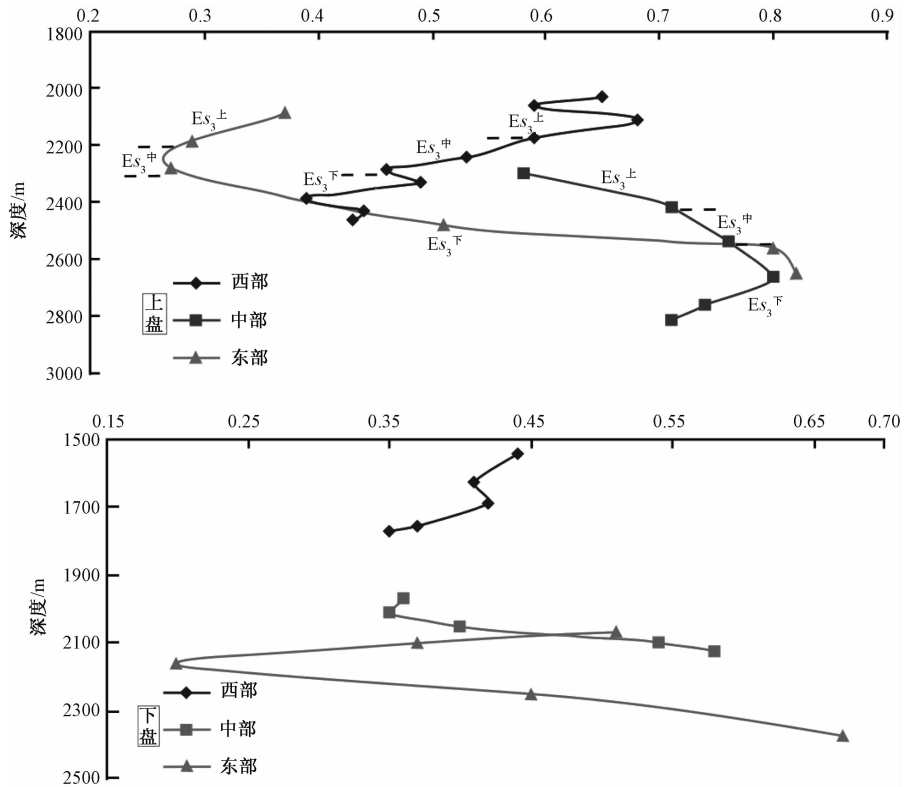 0.2 0.3 0.4 0.5 0.6 0.7 0.8 0.9
1800
2000
2200
2400
2600
2800
3000
深度/m
Es₃上
Es₃中
Es₃下
Es₃上
Es₃中
Es₃下
Es₃上
Es₃中
Es₃下
上盘
西部
中部
东部
0.15 0.25 0.35 0.45 0.55 0.65 0.70
1500
1700
1900
2100
2300
2500
深度/m
下盘
西部
中部
东部